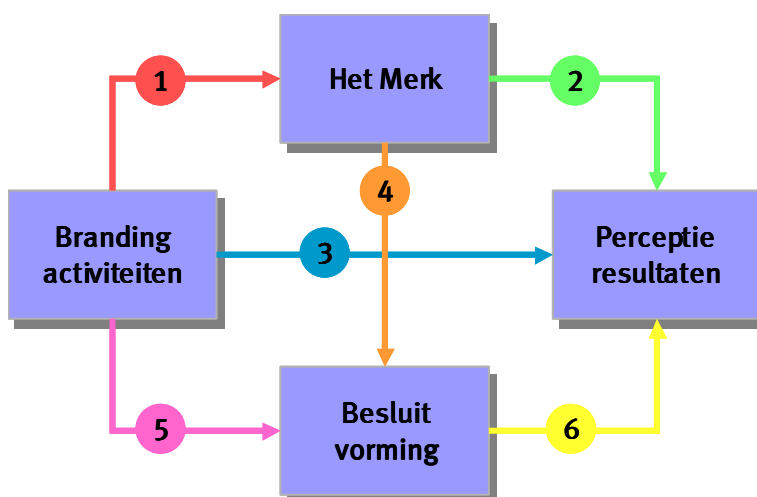 1
Het Merk
2
4
Branding
activiteiten
3
Perceptie
resultaten
5
Besluit
vorming
6